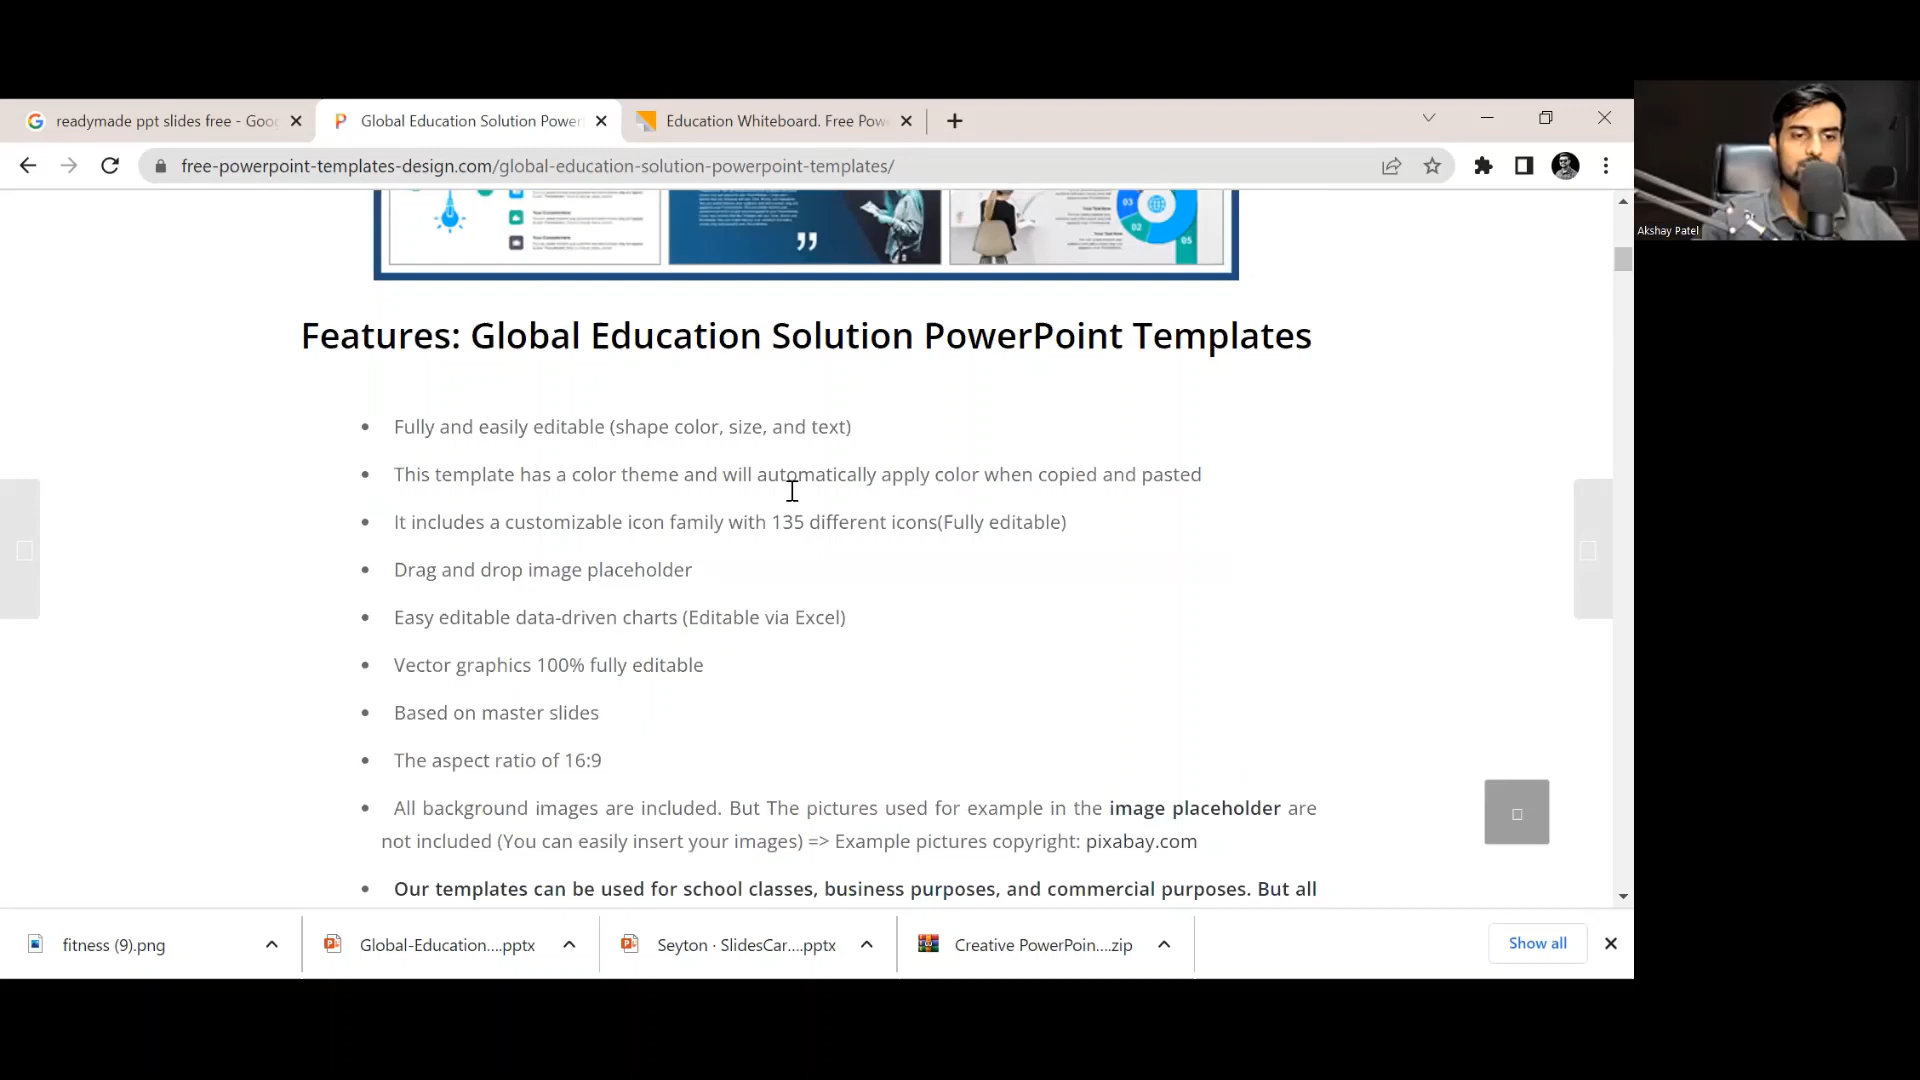 readymade ppt slides free - Goo
Global Education Solution Power
Education Whiteboard. Free Pow
free-powerpoint-templates-design.com/global-education-solution-powerpoint-templates/
Akshay Patel
03
02
05
Features: Global Education Solution PowerPoint Templates
• Fully and easily editable (shape color, size, and text)
• This template has a color theme and will automatically apply color when copied and pasted
• It includes a customizable icon family with 135 different icons(Fully editable)
• Drag and drop image placeholder
• Easy editable data-driven charts (Editable via Excel)
• Vector graphics 100% fully editable
• Based on master slides
• The aspect ratio of 16:9
• All background images are included. But The pictures used for example in the image placeholder are
not included (You can easily insert your images) => Example pictures copyright: pixabay.com
• Our templates can be used for school classes, business purposes, and commercial purposes. But all
fitness (9).png
Global-Education....pptx
Seyton · SlidesCar....pptx
Creative PowerPoin....zip
Show all